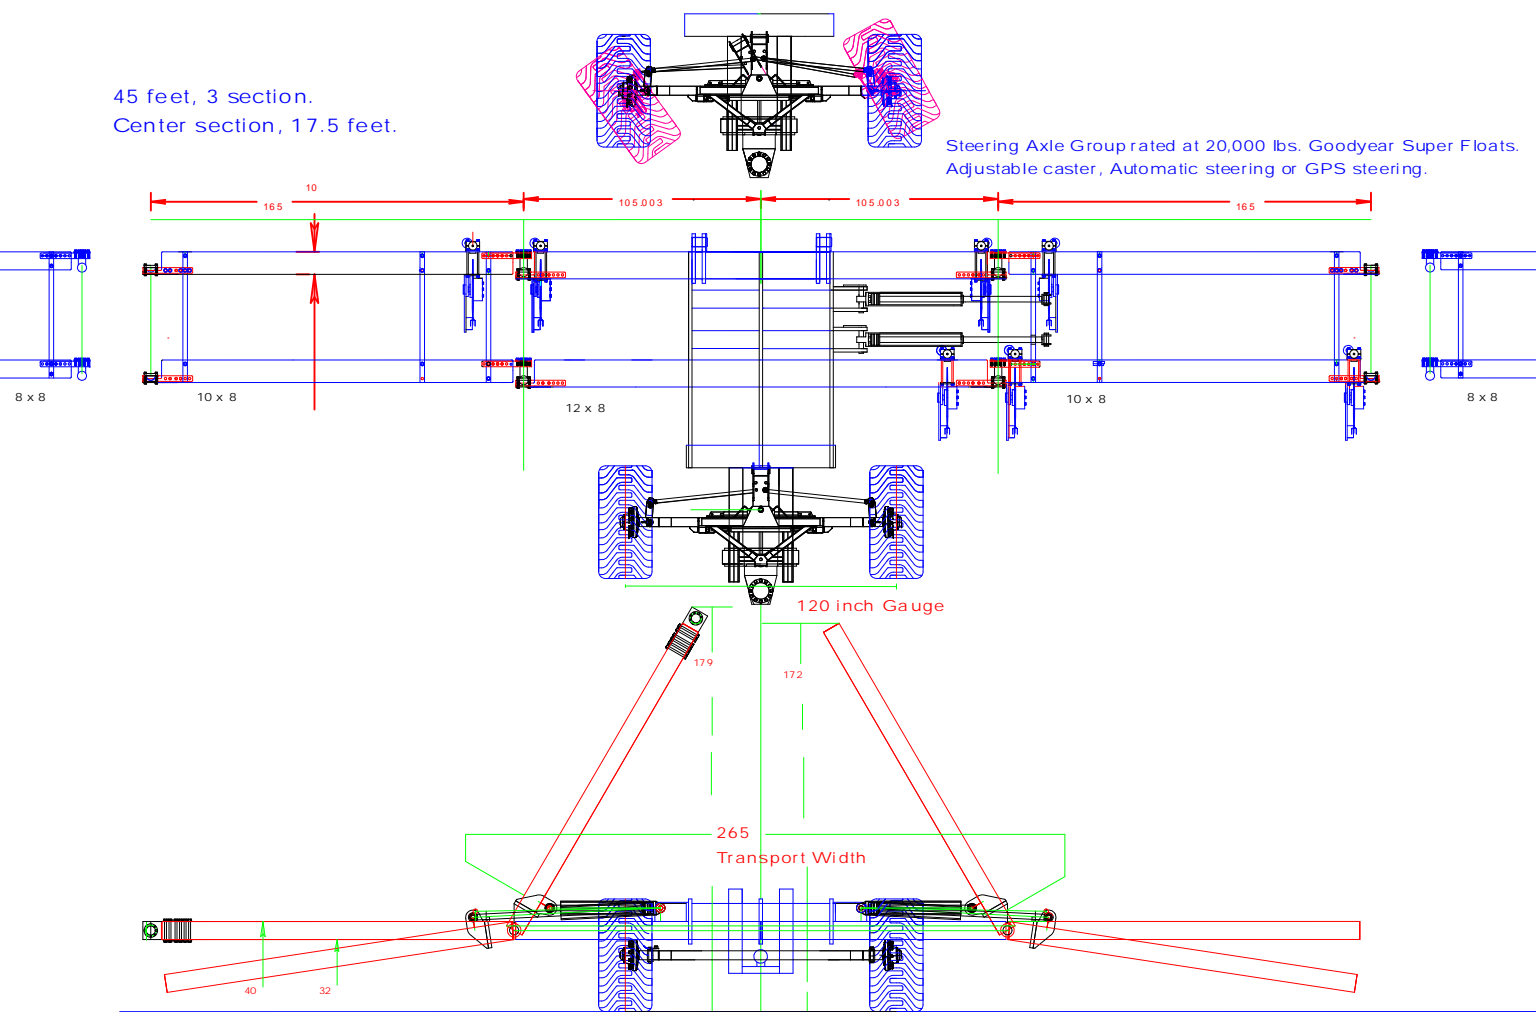 45 feet, 3 section.
Center section, 17.5 feet.
Steering Axle Group rated at 20,000 lbs. Goodyear Super Floats.
Adjustable caster, Automatic steering or GPS steering.
10
165
105.003
105.003
165
8 x 8
10 x 8
12 x 8
10 x 8
8 x 8
120 inch Gauge
179
172
265
Transport Width
40
32